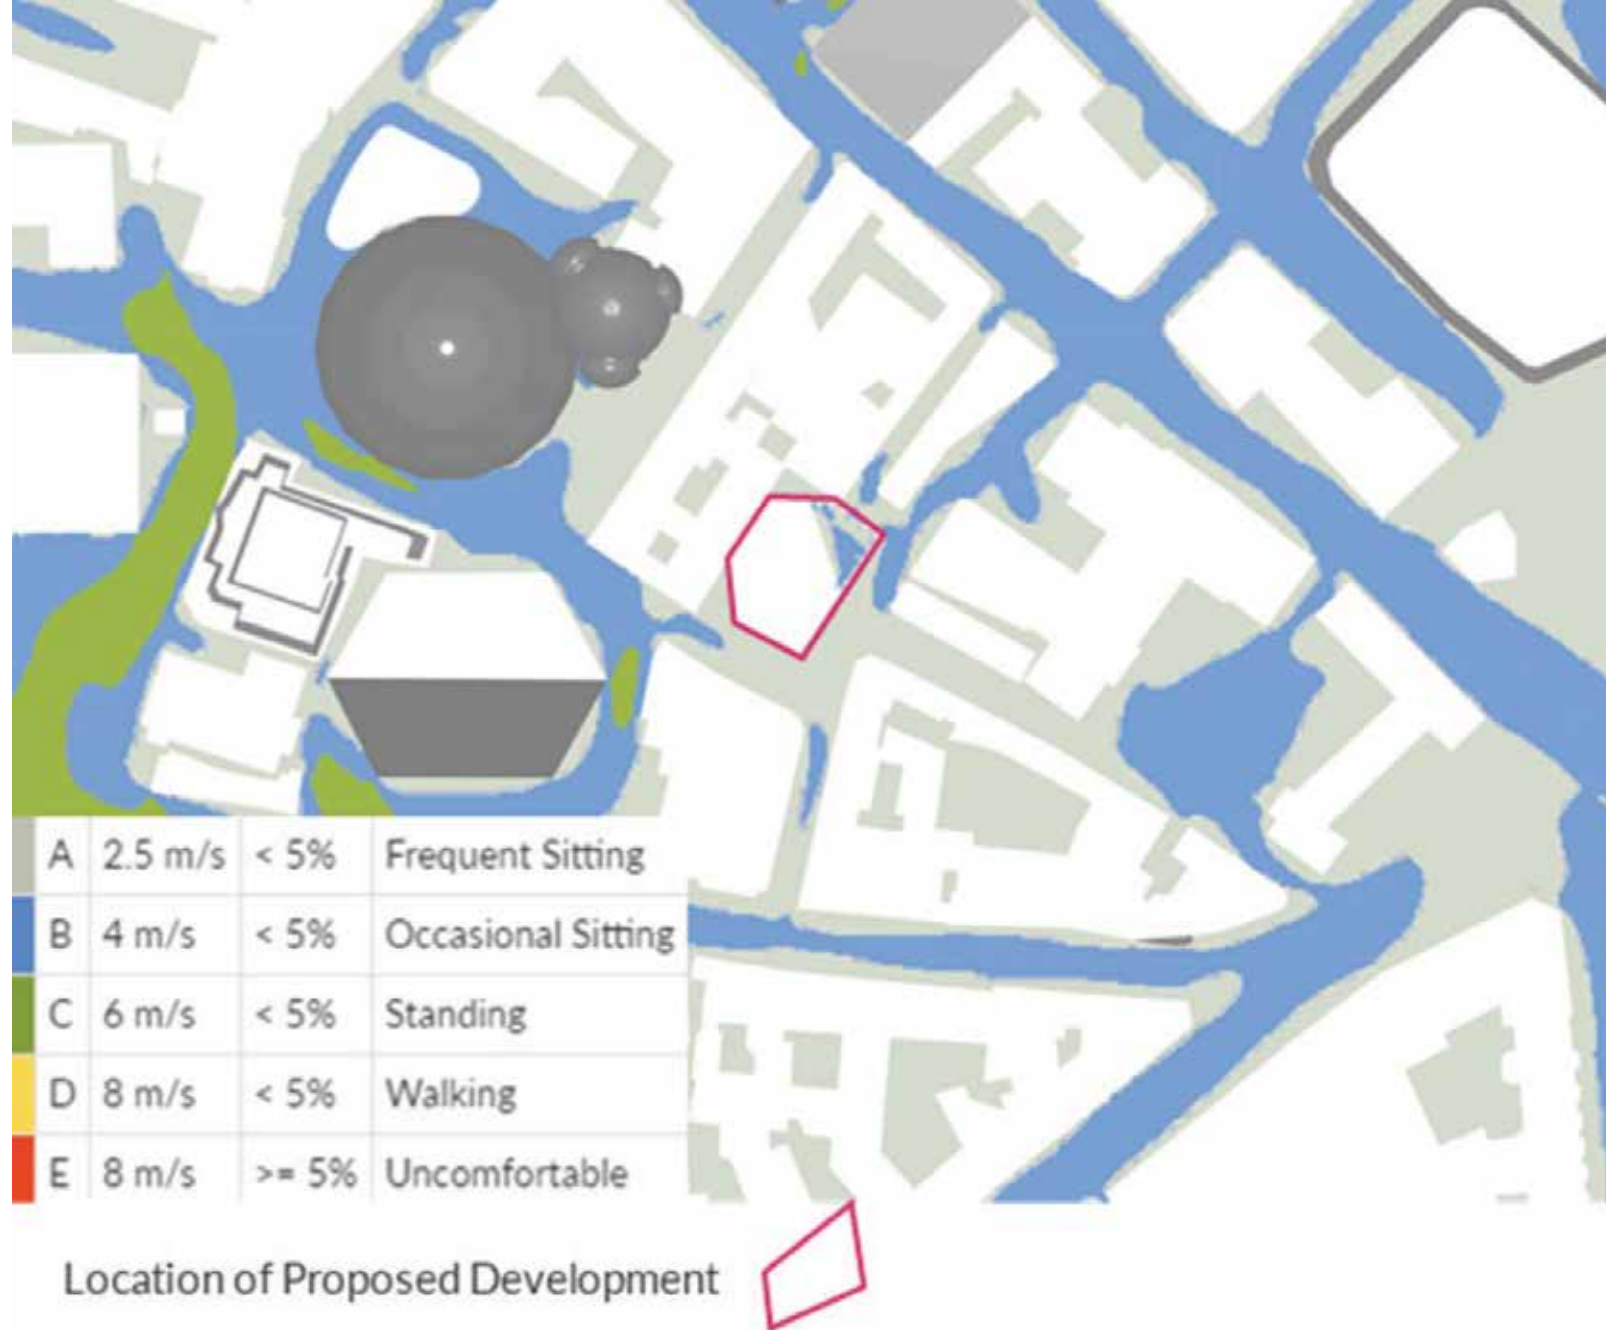 A 2.5 m/s < 5% Frequent Sitting
B 4 m/s < 5% Occasional Sitting
C 6 m/s < 5% Standing
D 8 m/s < 5% Walking
E 8 m/s >= 5% Uncomfortable
Location of Proposed Development